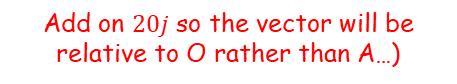 Add on 20j so the vector will be
relative to O rather than A…)